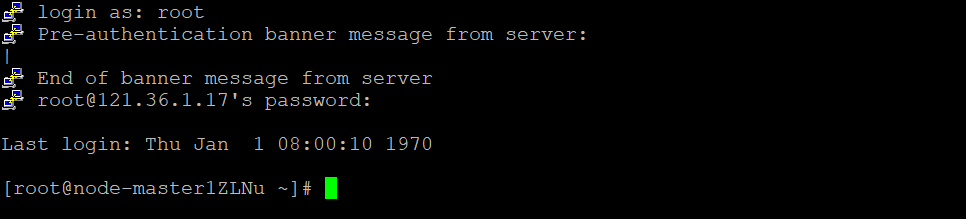 login as: root
Pre-authentication banner message from server:
|
End of banner message from server
root@121.36.1.17's password:
Last login: Thu Jan  1 08:00:10 1970
[root@node-master1ZLNu ~]#